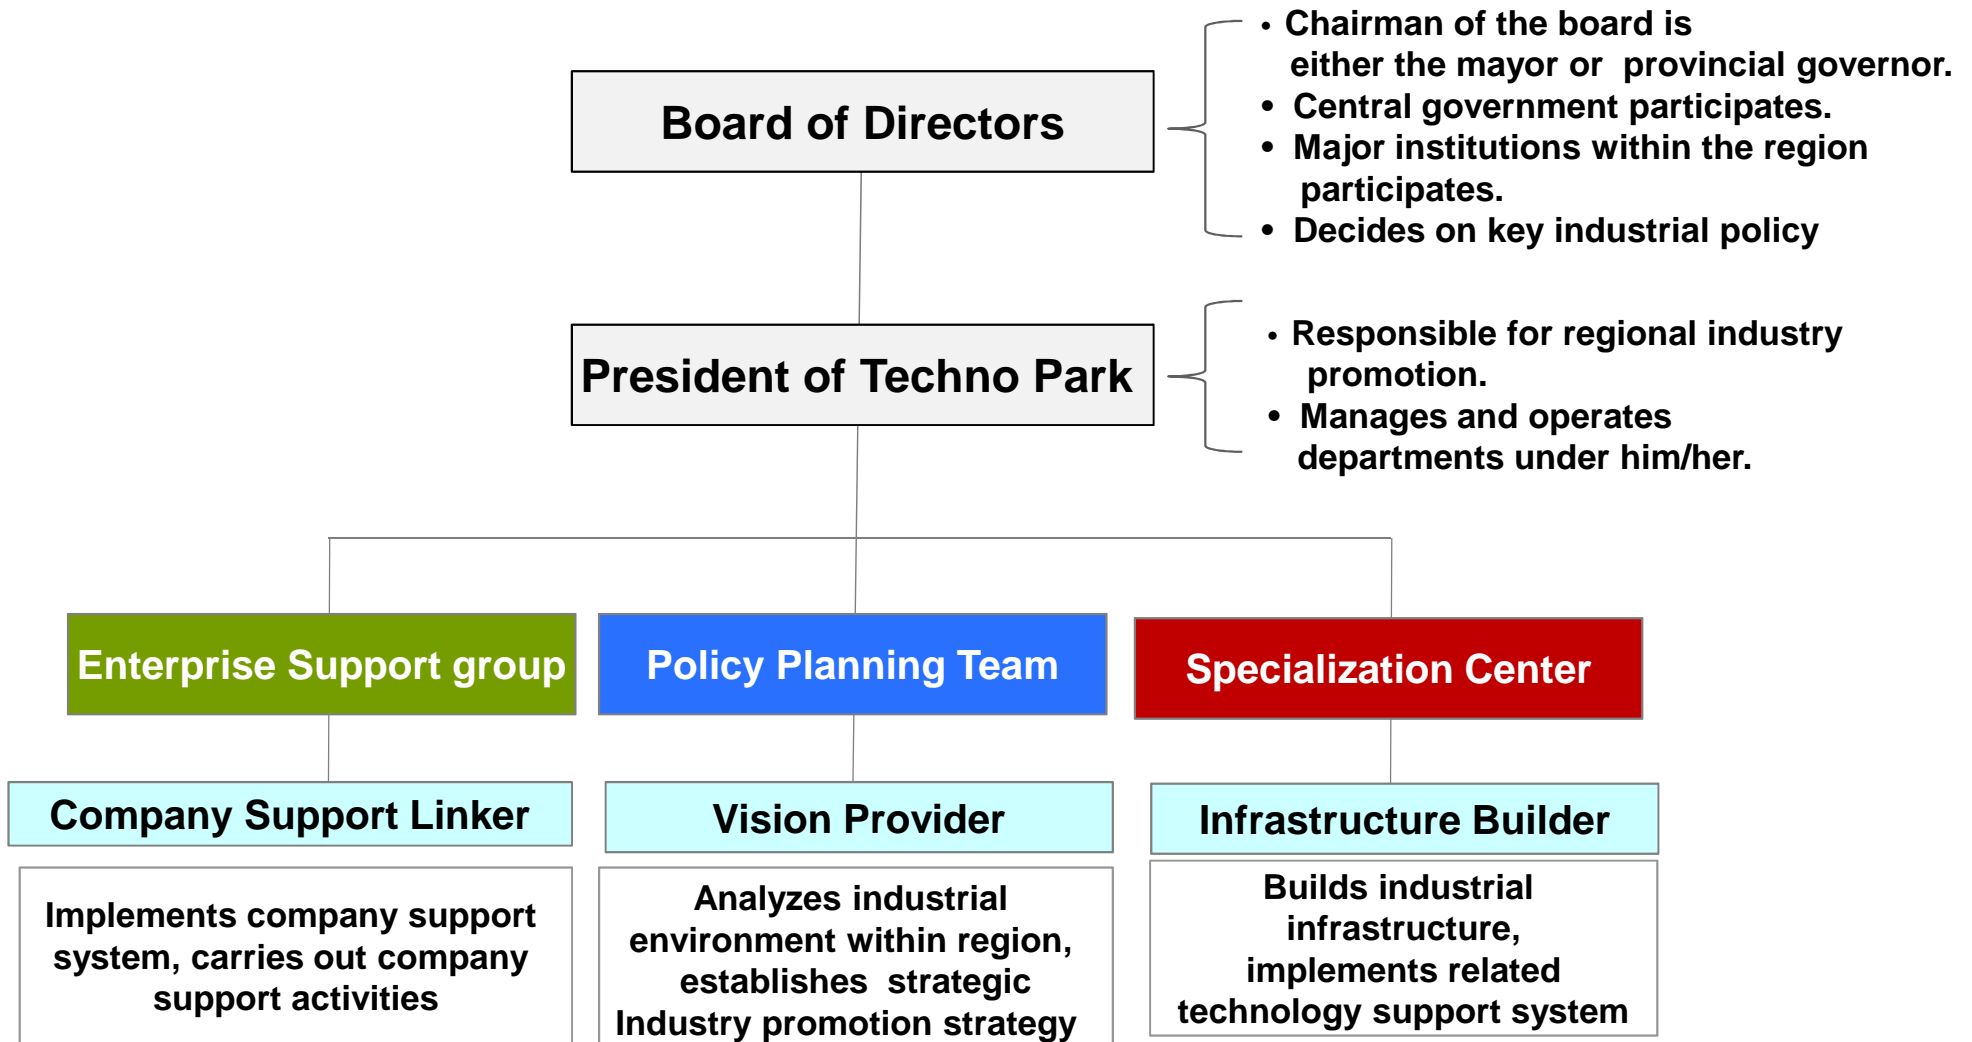 Board of Directors
• Chairman of the board is
either the mayor or provincial governor.
• Central government participates.
• Major institutions within the region
participates.
• Decides on key industrial policy
President of Techno Park
• Responsible for regional industry
promotion.
• Manages and operates
departments under him/her.
Enterprise Support group
Policy Planning Team
Specialization Center
Company Support Linker
Vision Provider
Infrastructure Builder
Implements company support
system, carries out company
support activities
Analyzes industrial
environment within region,
establishes strategic
Industry promotion strategy
Builds industrial
infrastructure,
implements related
technology support system